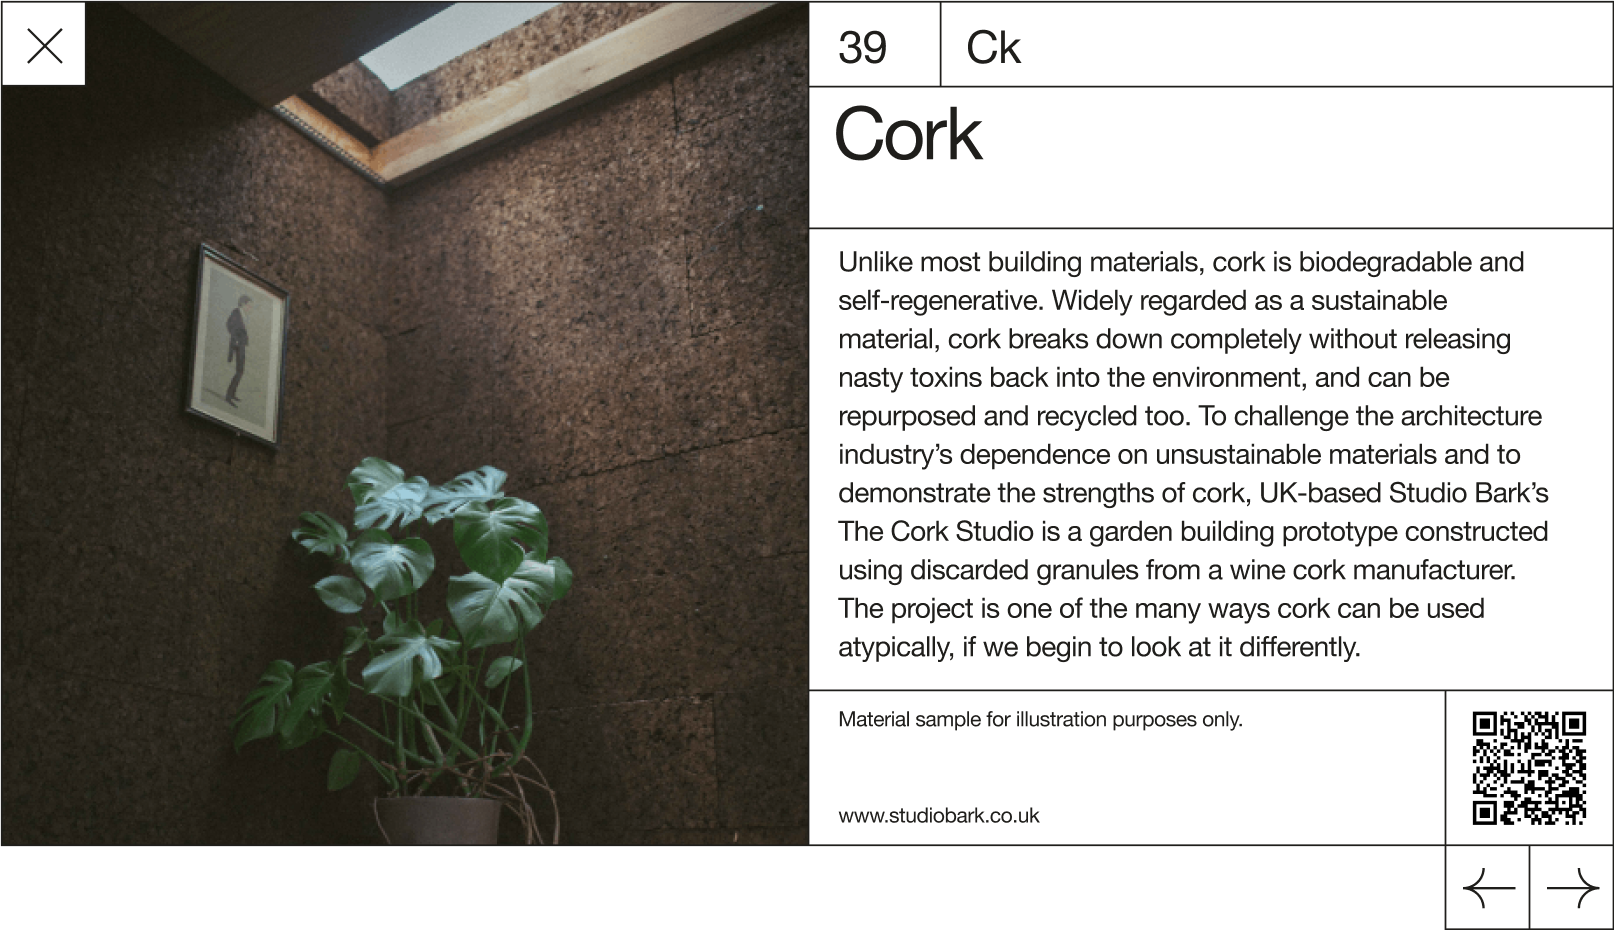 39
Ck
Cork
Unlike most building materials, cork is biodegradable and
self-regenerative. Widely regarded as a sustainable
material, cork breaks down completely without releasing
nasty toxins back into the environment, and can be
repurposed and recycled too. To challenge the architecture
industry’s dependence on unsustainable materials and to
demonstrate the strengths of cork, UK-based Studio Bark’s
The Cork Studio is a garden building prototype constructed
using discarded granules from a wine cork manufacturer.
The project is one of the many ways cork can be used
atypically, if we begin to look at it differently.
Material sample for illustration purposes only.
www.studiobark.co.uk